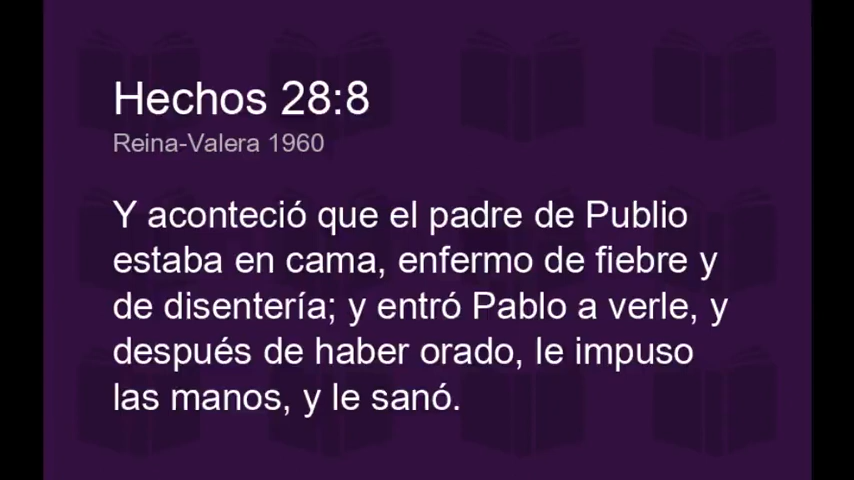 Hechos 28:8
Reina-Valera 1960
Y aconteció que el padre de Publio
estaba en cama, enfermo de fiebre y
de disentería; y entró Pablo a verle, y
después de haber orado, le impuso
las manos, y le sanó.